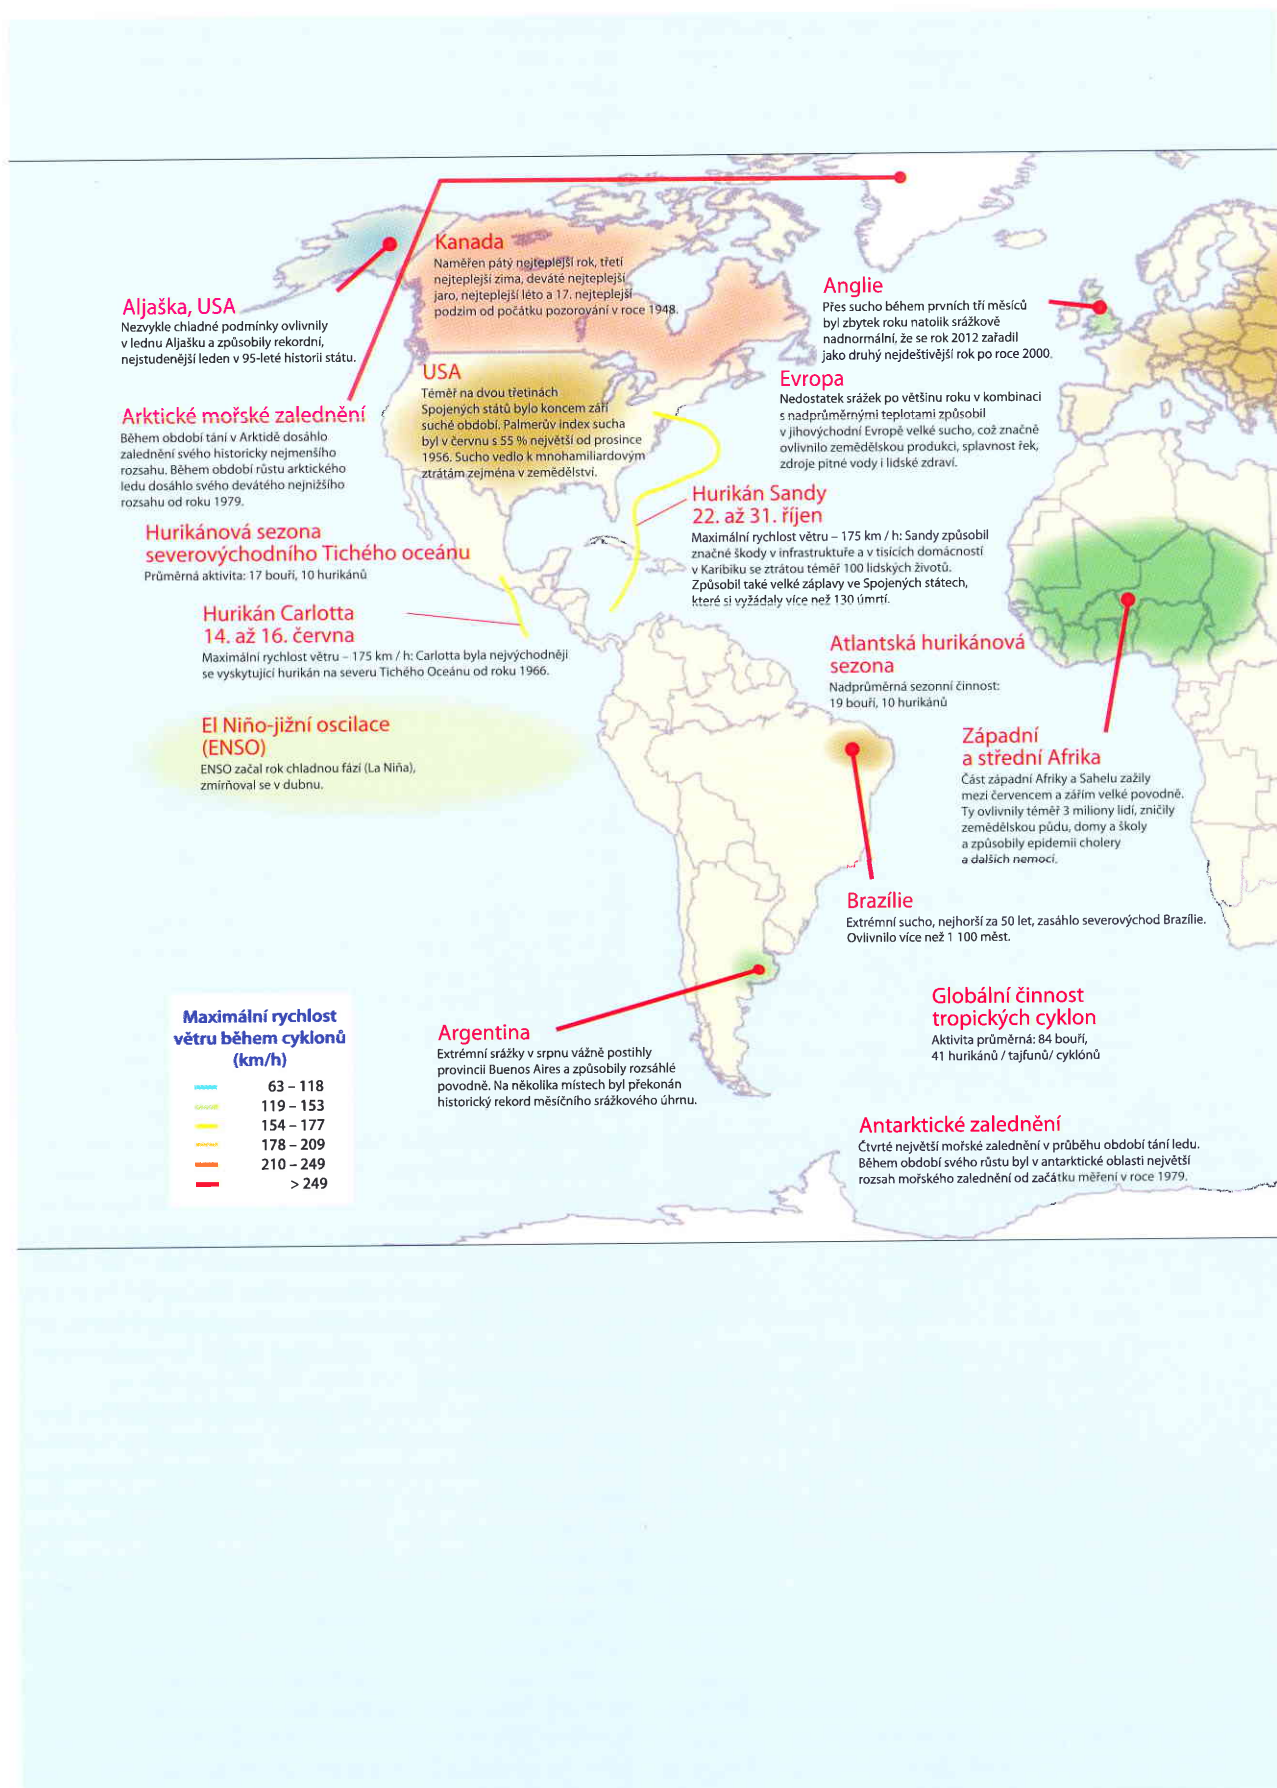 Kanada
Naměřen pátý nejteplejší rok, třetí
nejteplejší zima, deváté nejteplejší
jaro, nejteplejší léto a 17. nejteplejší
podzim od počátku pozorování v roce 1948.
Aljaška, USA
Nezvykle chladné podmínky ovlivnily
v lednu Aljašku a způsobily rekordní,
nejstudenější leden v 95-leté historii státu.
Anglie
Přes sucho během prvních tří měsíců
byl zbytek roku natolik srážkově
nadnormální, že se rok 2012 zařadil
jako druhý nejdeštivější rok po roce 2000.
USA
Téměř na dvou třetinách
Spojených států bylo koncem září
suché období. Palmerův index sucha
byl v červnu s 55 % největší od prosince
1956. Sucho vedlo k mnohamiliardovým
ztrátám zejména v zemědělství.
Evropa
Nedostatek srážek po většinu roku v kombinaci
s nadprůměrnými teplotami způsobil
v jihovýchodní Evropě velké sucho, což značně
ovlivnilo zemědělskou produkci, splavnost řek,
zdroje pitné vody i lidské zdraví.
Arktické mořské zalednění
Během období tání v Arktidě dosáhlo
zalednění svého historicky nejmenšího
rozsahu. Během období růstu arktického
ledu dosáhlo svého devátého nejnižšího
rozsahu od roku 1979.
Hurikán Sandy
22. až 31. říjen
Maximální rychlost větru – 175 km / h: Sandy způsobil
značné škody v infrastruktuře a v tisících domácností
v Karibiku se ztrátou téměř 100 lidských životů.
Způsobil také velké záplavy ve Spojených státech,
které si vyžádaly více než 130 úmrtí.
Hurikánová sezona
severovýchodního Tichého oceánu
Průměrná aktivita: 17 bouří, 10 hurikánů
Hurikán Carlotta
14. až 16. června
Maximální rychlost větru – 175 km / h: Carlotta byla nejvýchodněji
se vyskytující hurikán na severu Tichého Oceánu od roku 1966.
Atlantská hurikánová
sezona
Nadprůměrná sezonní činnost:
19 bouří, 10 hurikánů
El Niño-jižní oscilace
(ENSO)
ENSO začal rok chladnou fází (La Niña),
zmírňoval se v dubnu.
Západní
a střední Afrika
Část západní Afriky a Sahelu zažily
mezi červencem a zářím velké povodně.
Ty ovlivnily téměř 3 miliony lidí, zničily
zemědělskou půdu, domy a školy
a způsobily epidemii cholery
a dalších nemocí.
Brazílie
Extrémní sucho, nejhorší za 50 let, zasáhlo severovýchod Brazílie.
Ovlivnilo více než 1 100 měst.
Argentina
Extrémní srážky v srpnu vážně postihly
provincii Buenos Aires a způsobily rozsáhlé
povodně. Na několika místech byl překonán
historický rekord měsíčního srážkového úhrnu.
Globální činnost
tropických cyklon
Aktivita průměrná: 84 bouří,
41 hurikánů / tajfunů/ cyklónů
Maximální rychlost
větru během cyklonů
(km/h)
63 – 118
119 – 153
154 – 177
178 – 209
210 – 249
> 249
Antarktické zalednění
Čtvrté největší mořské zalednění v průběhu období tání ledu.
Během období svého růstu byl v antarktické oblasti největší
rozsah mořského zalednění od začátku měření v roce 1979.